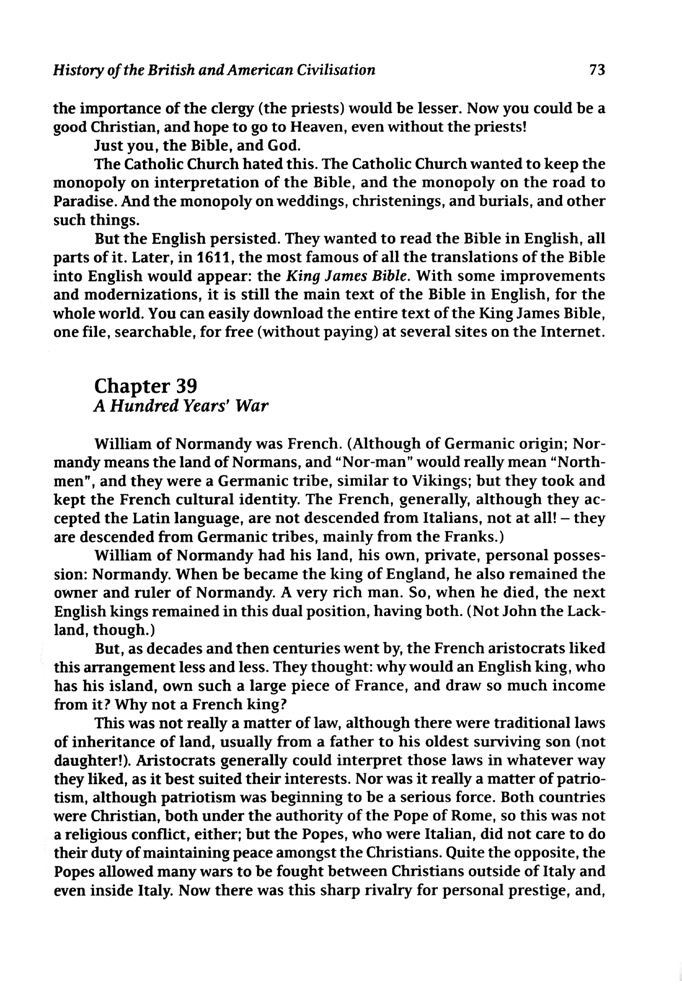 History of the British and American Civilisation 73
the importance of the clergy (the priests) would be lesser. Now you could be a
good Christian, and hope to go to Heaven, even without the priests!
Just you, the Bible, and God.
The Catholic Church hated this. The Catholic Church wanted to keep the
monopoly on interpretation of the Bible, and the monopoly on the road to
Paradise. And the monopoly on weddings, christenings, and burials, and other
such things.
But the English persisted. They wanted to read the Bible in English, all
parts of it. Later, in 1611, the most famous of all the translations of the Bible
into English would appear: the King James Bible. With some improvements
and modernizations, it is still the main text of the Bible in English, for the
whole world. You can easily download the entire text of the King James Bible,
one file, searchable, for free (without paying) at several sites on the Internet.
Chapter 39
A Hundred Years' War
William of Normandy was French. (Although of Germanic origin; Nor-
mandy means the land of Normans, and “Nor-man” would really mean “North-
men”, and they were a Germanic tribe, similar to Vikings; but they took and
kept the French cultural identity. The French, generally, although they ac-
cepted the Latin language, are not descended from Italians, not at all! – they
are descended from Germanic tribes, mainly from the Franks.)
William of Normandy had his land, his own, private, personal posses-
sion: Normandy. When be became the king of England, he also remained the
owner and ruler of Normandy. A very rich man. So, when he died, the next
English kings remained in this dual position, having both. (Not John the Lack-
land, though.)
But, as decades and then centuries went by, the French aristocrats liked
this arrangement less and less. They thought: why would an English king, who
has his island, own such a large piece of France, and draw so much income
from it? Why not a French king?
This was not really a matter of law, although there were traditional laws
of inheritance of land, usually from a father to his oldest surviving son (not
daughter!). Aristocrats generally could interpret those laws in whatever way
they liked, as it best suited their interests. Nor was it really a matter of patrio-
tism, although patriotism was beginning to be a serious force. Both countries
were Christian, both under the authority of the Pope of Rome, so this was not
a religious conflict, either; but the Popes, who were Italian, did not care to do
their duty of maintaining peace amongst the Christians. Quite the opposite, the
Popes allowed many wars to be fought between Christians outside of Italy and
even inside Italy. Now there was this sharp rivalry for personal prestige, and,